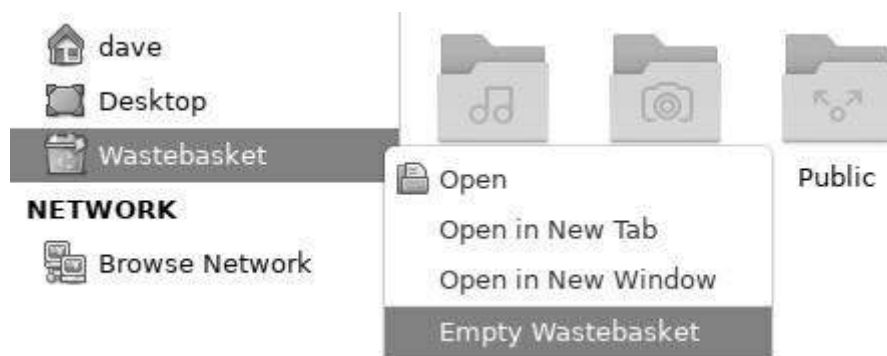 dave
Desktop
Wastebasket
NETWORK
Browse Network
Open
Open in New Tab
Open in New Window
Empty Wastebasket
Public